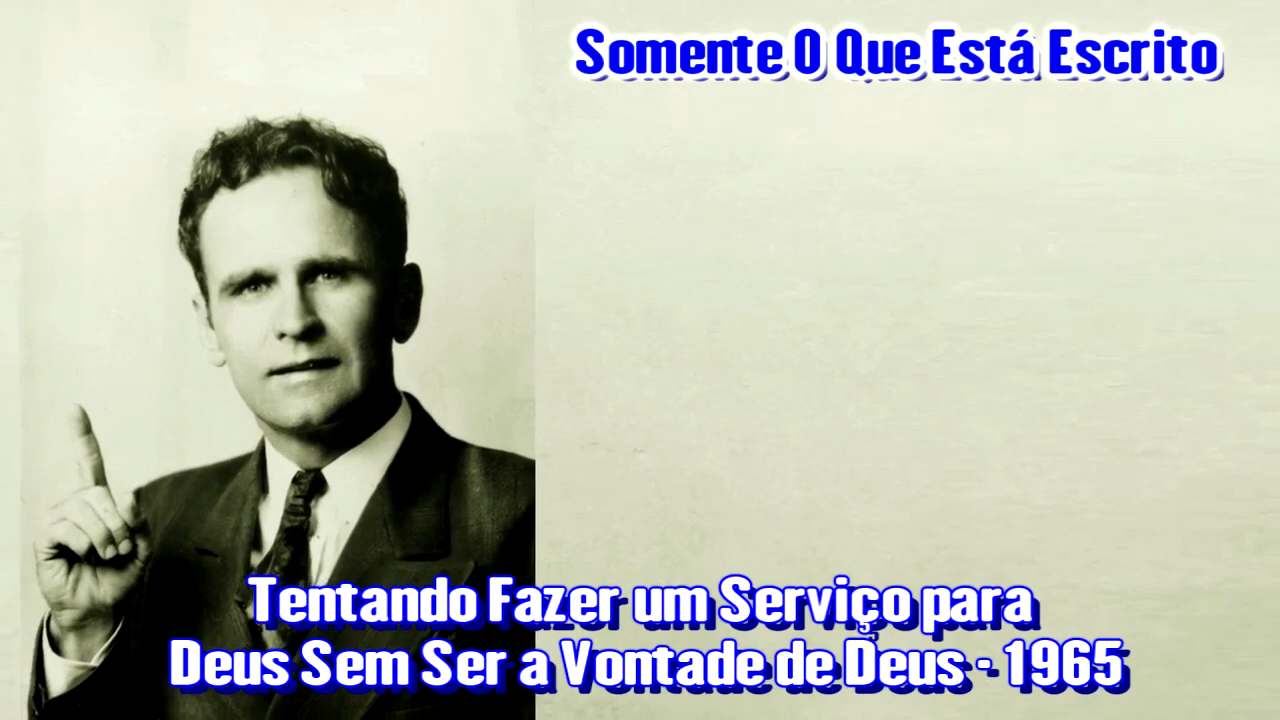 Somente O Que Está Escrito
Tentando Fazer um Serviço para
Deus Sem Ser a Vontade de Deus - 1965